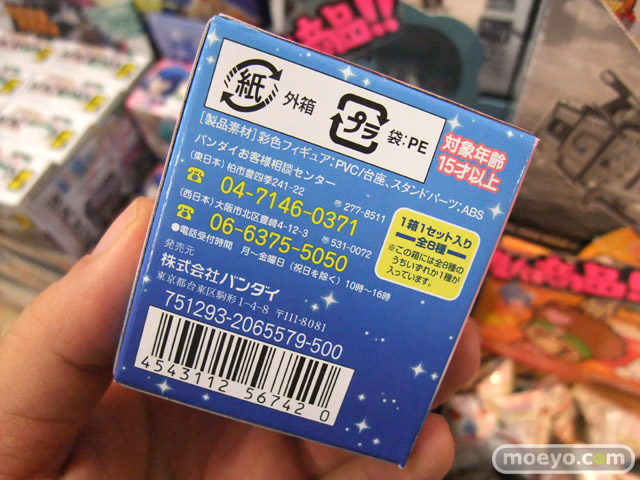 紙
外箱
プラ
袋:PE
対象年齢
15才以上
[製品素材]彩色フィギュア:PVC/台座、スタンドパーツ:ABS
バンダイお客様相談センター
(東日本)柏市豊四季241-22
☎04-7146-0371 〒277-8511
(西日本)大阪市北区豊崎4-12-3
☎06-6375-5050 〒531-0072
●電話受付時間 月〜金曜日(祝日を除く)10時〜16時
1箱1セット入り
全8種
※この箱には全8種の
うちいずれか1種が
入っています。
発売元
株式会社バンダイ
東京都台東区駒形1-4-8 〒111-8081
751293-2065579-500
4543112 567420
品!!
moeyo.com